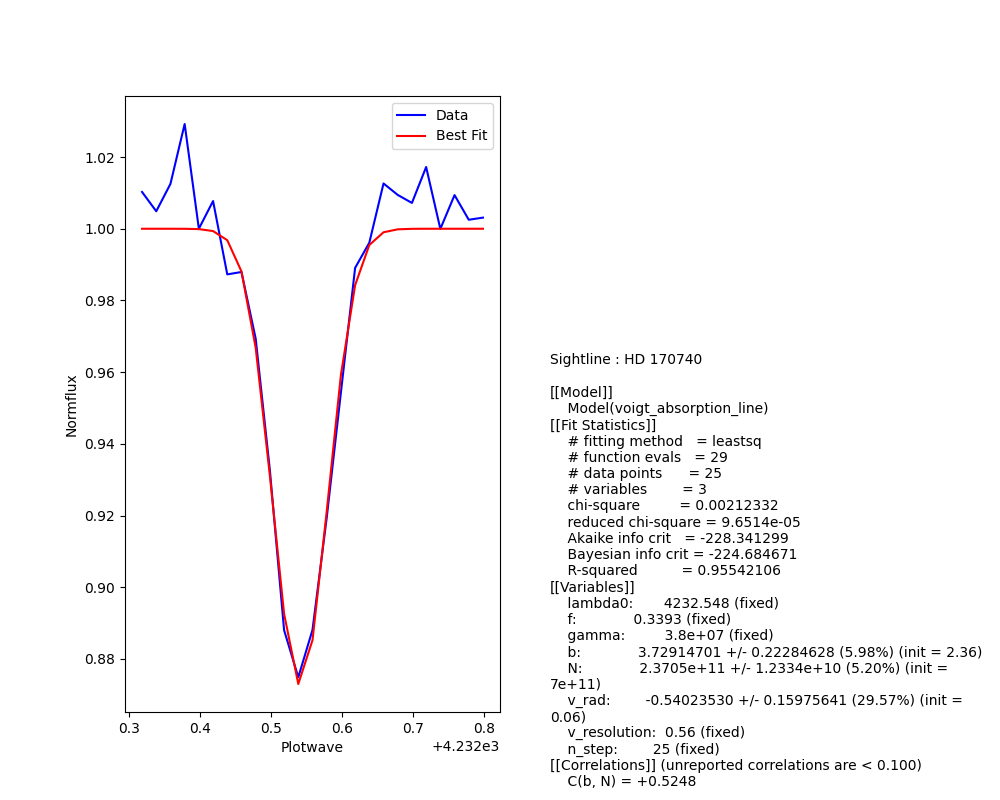 Data
Best Fit
1.02
1.00
0.98
0.96
0.94
0.92
0.90
0.88
Normflux
0.3
0.4
0.5
0.6
0.7
0.8
Plotwave
+4.232e3
Sightline : HD 170740
[[Model]]
Model(voigt_absorption_line)
[[Fit Statistics]]
# fitting method = leastsq
# function evals = 29
# data points = 25
# variables = 3
chi-square = 0.00212332
reduced chi-square = 9.6514e-05
Akaike info crit = -228.341299
Bayesian info crit = -224.684671
R-squared = 0.95542106
[[Variables]]
lambda0: 4232.548 (fixed)
f: 0.3393 (fixed)
gamma: 3.8e+07 (fixed)
b: 3.72914701 +/- 0.22284628 (5.98%) (init = 2.36)
N: 2.3705e+11 +/- 1.2334e+10 (5.20%) (init =
7e+11)
v_rad: -0.54023530 +/- 0.15975641 (29.57%) (init =
0.06)
v_resolution: 0.56 (fixed)
n_step: 25 (fixed)
[[Correlations]] (unreported correlations are < 0.100)
C(b, N) = +0.5248